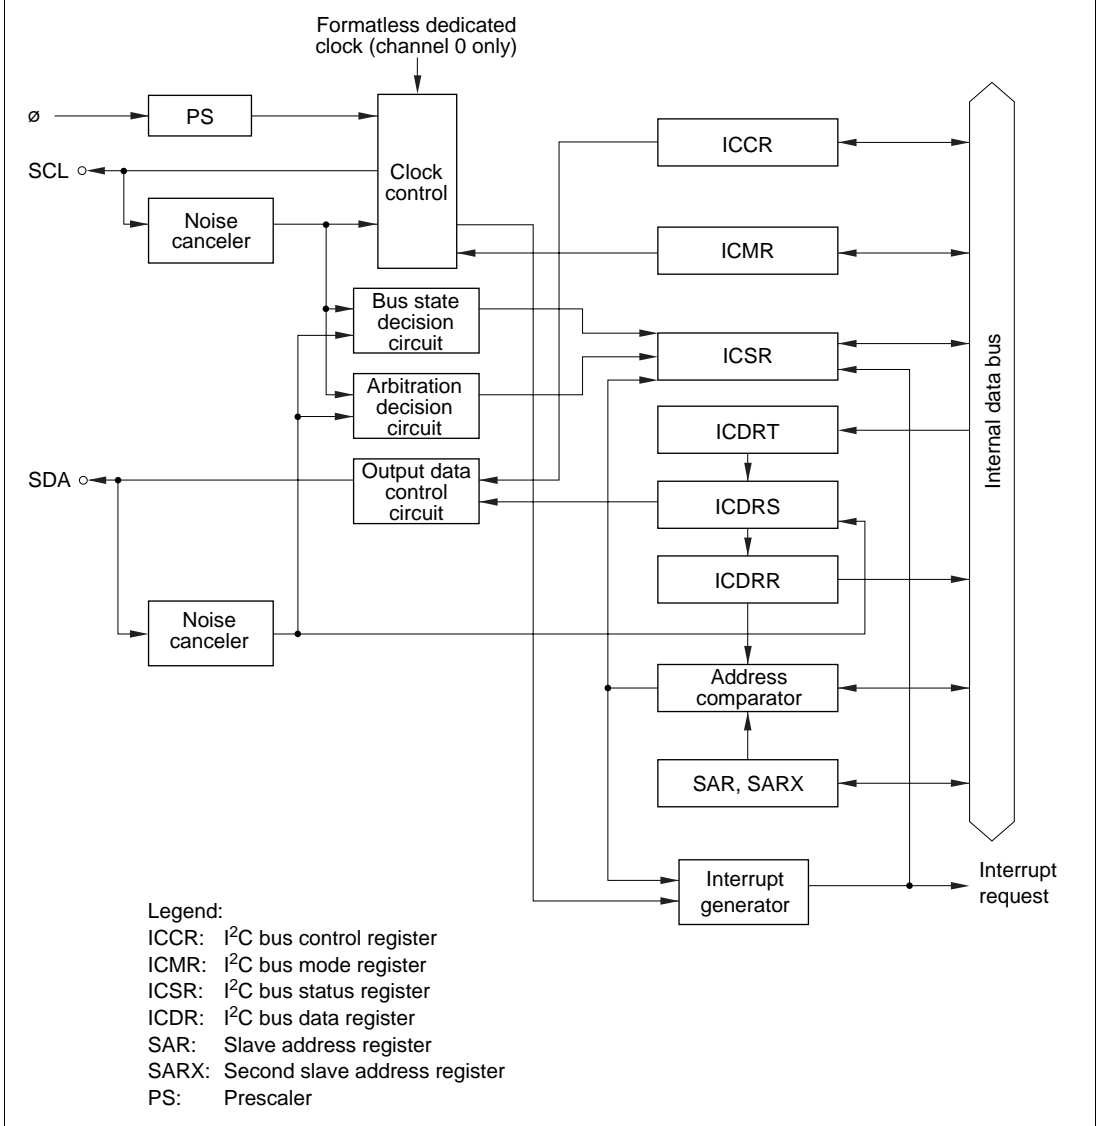 Formatless dedicated
clock (channel 0 only)
ø
PS
SCL
Clock
control
Noise
canceler
ICCR
ICMR
Bus state
decision
circuit
ICSR
Arbitration
decision
circuit
ICDRT
Internal data bus
SDA
Output data
control
circuit
ICDRS
ICDRR
Noise
canceler
Address
comparator
SAR, SARX
Interrupt
generator
Interrupt
request
Legend:
ICCR: I²C bus control register
ICMR: I²C bus mode register
ICSR: I²C bus status register
ICDR: I²C bus data register
SAR: Slave address register
SARX: Second slave address register
PS: Prescaler